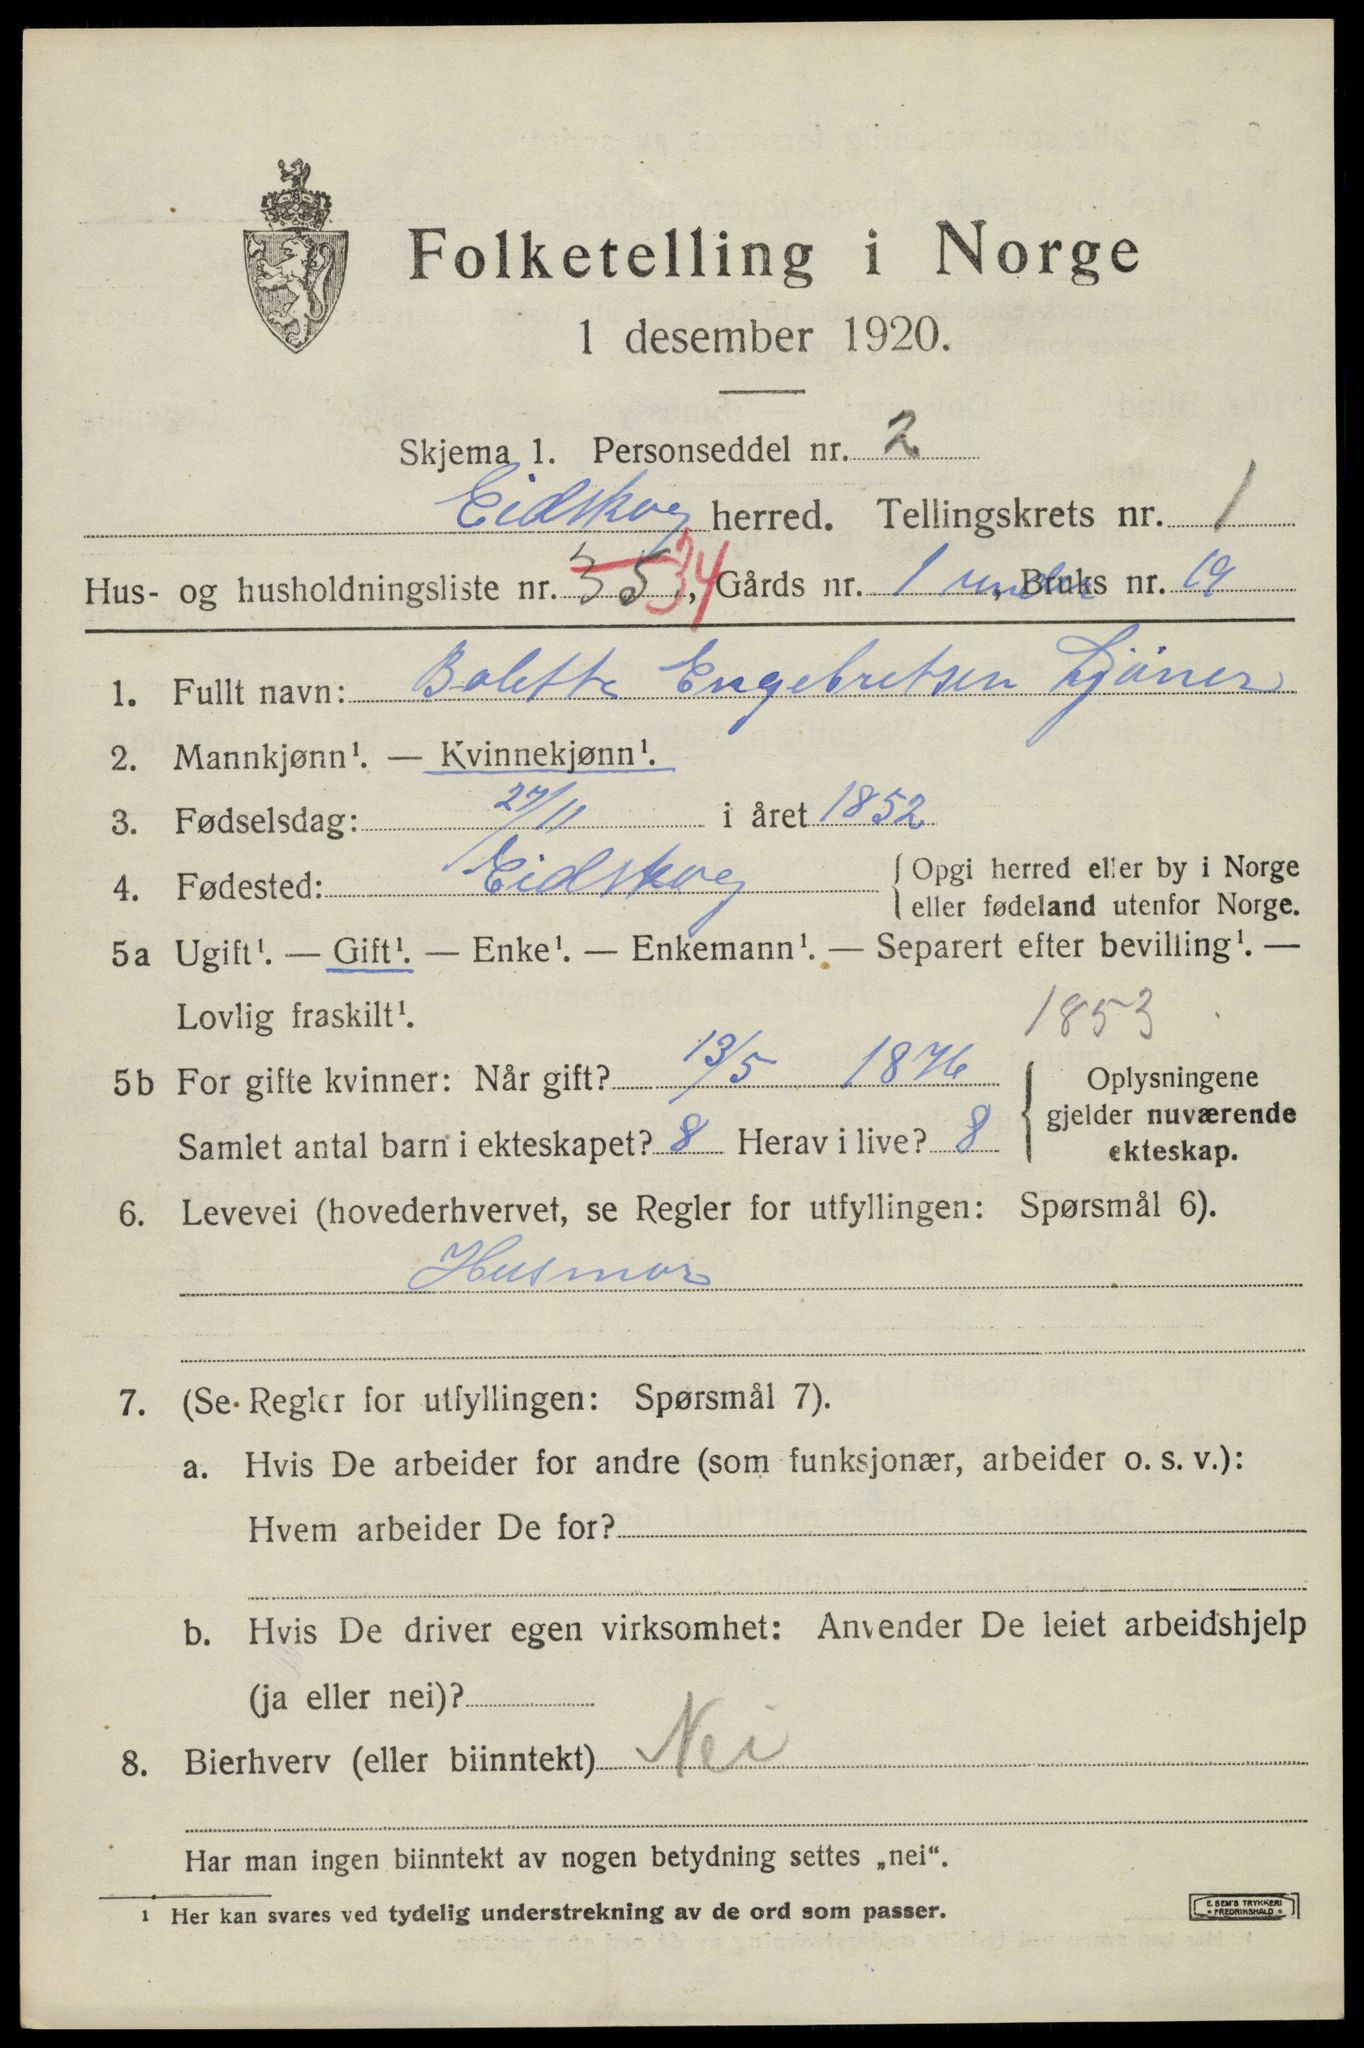 Folketelling i Norge
1 desember 1920.
Skjema 1. Personseddel nr. 2
Eidskog herred. Tellingskrets nr. 1
Hus- og husholdningsliste nr. 35 34, Gårds nr. 1 under, Bruks nr. 19
1. Fullt navn: Bolette Engebretsen
2. Mannkjønn¹. — Kvinnekjønn¹.
3. Fødselsdag: 27/11 i året 1852
4. Fødested: Eidskog { Opgi herred eller by i Norge
eller fødeland utenfor Norge.
5a Ugift¹. — Gift¹. — Enke¹. — Enkemann¹. — Separert efter bevilling¹. —
Lovlig fraskilt¹.
1853
5b For gifte kvinner: Når gift? 13/5 1876
Samlet antal barn i ekteskapet? 8 Herav i live? 8
{ Oplysningene
gjelder nuværende
ekteskap.
6. Levevei (hovederhvervet, se Regler for utfyllingen: Spørsmål 6).
Husmor
7. (Se Regler for utfyllingen: Spørsmål 7).
a. Hvis De arbeider for andre (som funksjonær, arbeider o. s. v.):
Hvem arbeider De for?
b. Hvis De driver egen virksomhet: Anvender De leiet arbeidshjelp
(ja eller nei)?
8. Bierhverv (eller biinntekt) Nei
Har man ingen biinntekt av nogen betydning settes „nei“.
¹ Her kan svares ved tydelig understrekning av de ord som passer.
E. SEM'S TRYKKERI
FREDRIKSHALD